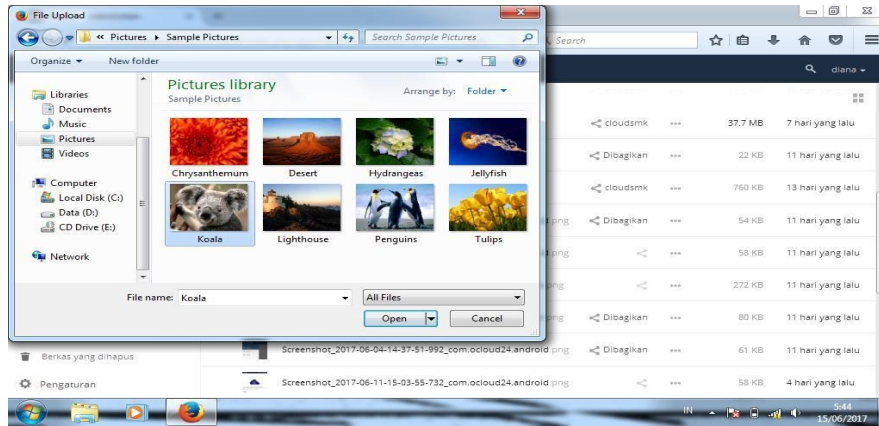 File Upload
« Pictures ▸ Sample Pictures
Search Sample Pictures
Search
Organize
New folder
diana
Libraries
Documents
Music
Pictures
Videos
Computer
Local Disk (C:)
Data (D:)
CD Drive (E:)
Network
Pictures library
Sample Pictures
Arrange by: Folder
Chrysanthemum
Desert
Hydrangeas
Jellyfish
Koala
Lighthouse
Penguins
Tulips
File name: Koala
All Files
Open
Cancel
cloudsmk ••• 37.7 MB 7 hari yang lalu
Dibagikan ••• 22 KB 11 hari yang lalu
cloudsmk ••• 760 KB 13 hari yang lalu
.png Dibagikan ••• 54 KB 11 hari yang lalu
.png ••• 58 KB 11 hari yang lalu
png ••• 272 KB 11 hari yang lalu
png Dibagikan ••• 80 KB 11 hari yang lalu
Berkas yang dihapus
Screenshot_2017-06-04-14-37-51-992_com.ocloud24.android.png Dibagikan ••• 61 KB 11 hari yang lalu
Pengaturan
Screenshot_2017-06-11-15-03-55-732_com.ocloud24.android.png ••• 58 KB 4 hari yang lalu
IN
5:44
15/06/2017